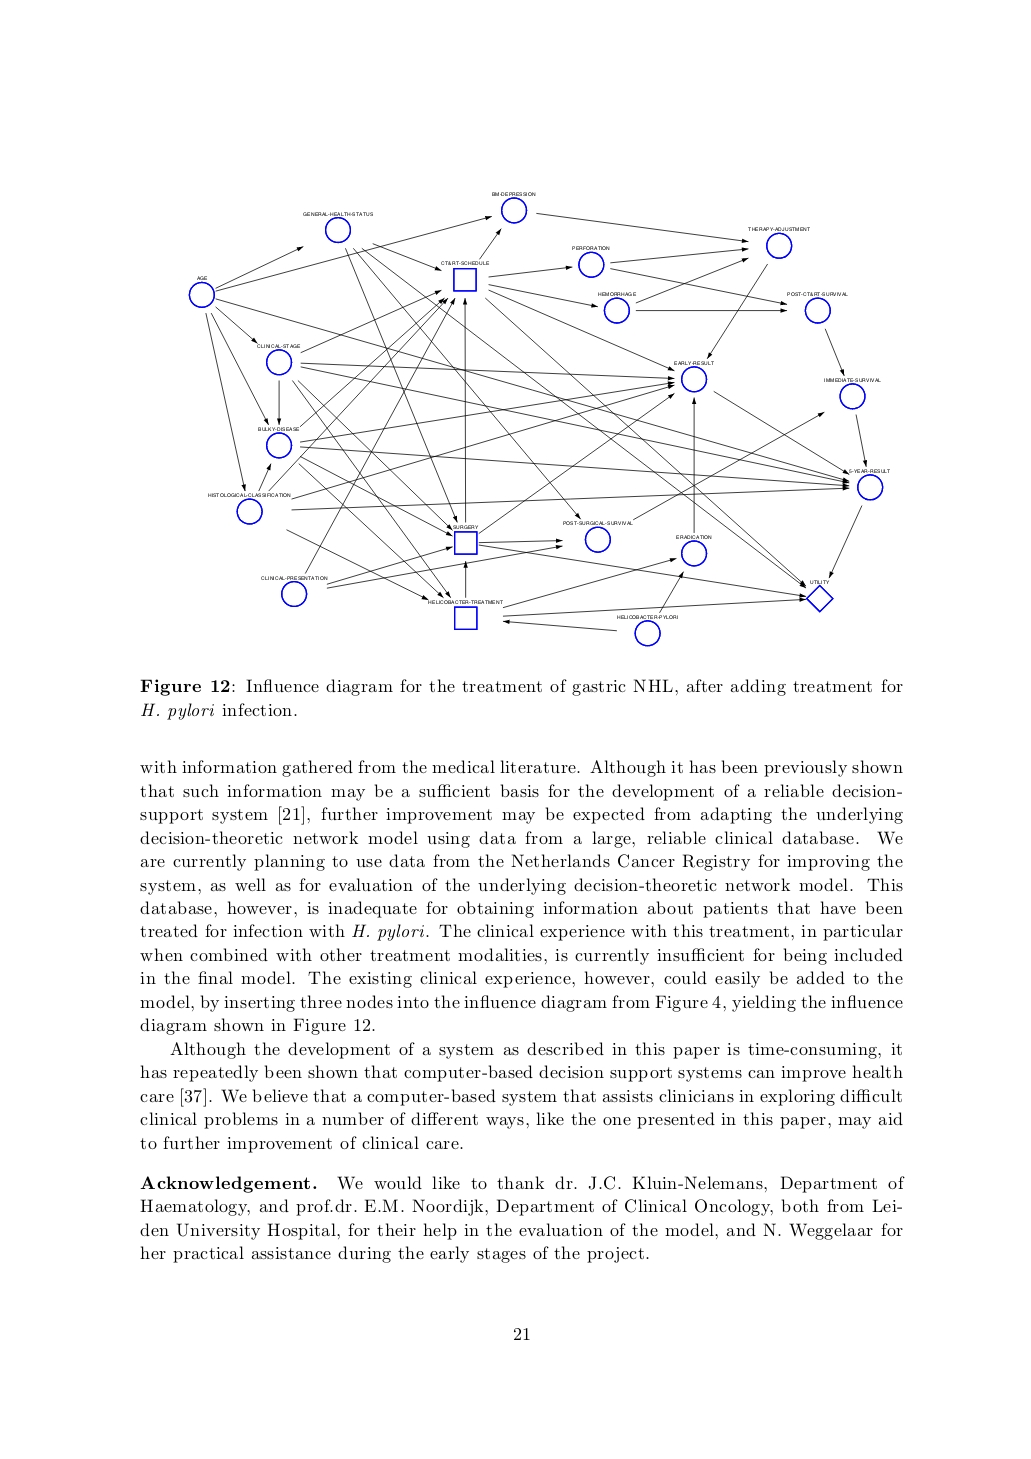 BM-DEPRESSION
GENERAL-HEALTH-STATUS
THERAPY-ADJUSTMENT
PERFORATION
CT&RT-SCHEDULE
AGE
HEMORRHAGE
POST-CT&RT-SURVIVAL
CLINICAL-STAGE
EARLY-RESULT
IMMEDIATE-SURVIVAL
BULKY-DISEASE
5-YEAR-RESULT
HISTOLOGICAL-CLASSIFICATION
SURGERY
POST-SURGICAL-SURVIVAL
ERADICATION
CLINICAL-PRESENTATION
UTILITY
HELICOBACTER-TREATMENT
HELICOBACTER-PYLORI
Figure 12: Influence diagram for the treatment of gastric NHL, after adding treatment for
H. pylori infection.
with information gathered from the medical literature. Although it has been previously shown
that such information may be a sufficient basis for the development of a reliable decision-
support system [21], further improvement may be expected from adapting the underlying
decision-theoretic network model using data from a large, reliable clinical database. We
are currently planning to use data from the Netherlands Cancer Registry for improving the
system, as well as for evaluation of the underlying decision-theoretic network model. This
database, however, is inadequate for obtaining information about patients that have been
treated for infection with H. pylori. The clinical experience with this treatment, in particular
when combined with other treatment modalities, is currently insufficient for being included
in the final model. The existing clinical experience, however, could easily be added to the
model, by inserting three nodes into the influence diagram from Figure 4, yielding the influence
diagram shown in Figure 12.
Although the development of a system as described in this paper is time-consuming, it
has repeatedly been shown that computer-based decision support systems can improve health
care [37]. We believe that a computer-based system that assists clinicians in exploring difficult
clinical problems in a number of different ways, like the one presented in this paper, may aid
to further improvement of clinical care.
Acknowledgement. We would like to thank dr. J.C. Kluin-Nelemans, Department of
Haematology, and prof.dr. E.M. Noordijk, Department of Clinical Oncology, both from Lei-
den University Hospital, for their help in the evaluation of the model, and N. Weggelaar for
her practical assistance during the early stages of the project.
21